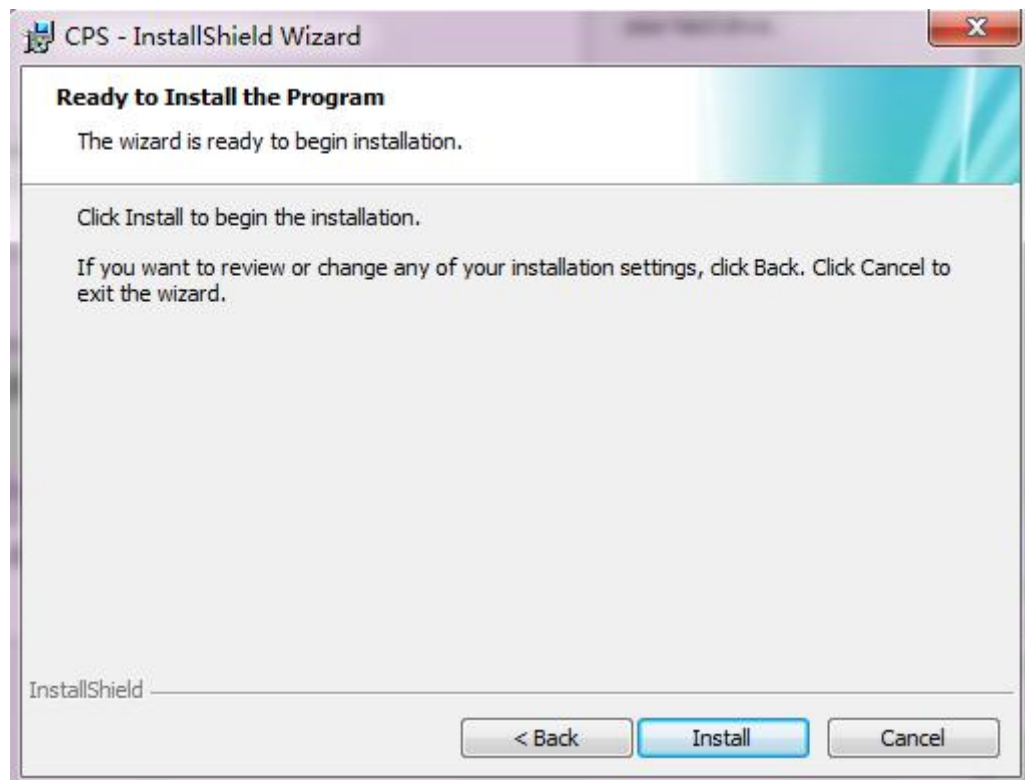 CPS - InstallShield Wizard
Ready to Install the Program
The wizard is ready to begin installation.
Click Install to begin the installation.
If you want to review or change any of your installation settings, click Back. Click Cancel to
exit the wizard.
InstallShield
< Back
Install
Cancel